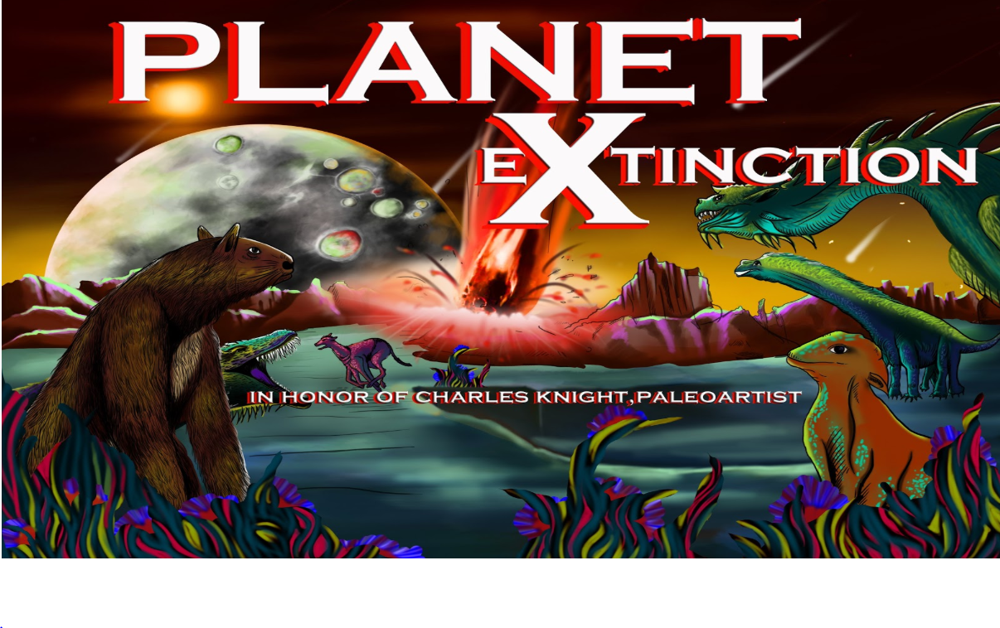 PLANET
EXTINCTION
IN HONOR OF CHARLES KNIGHT,PALEOARTIST